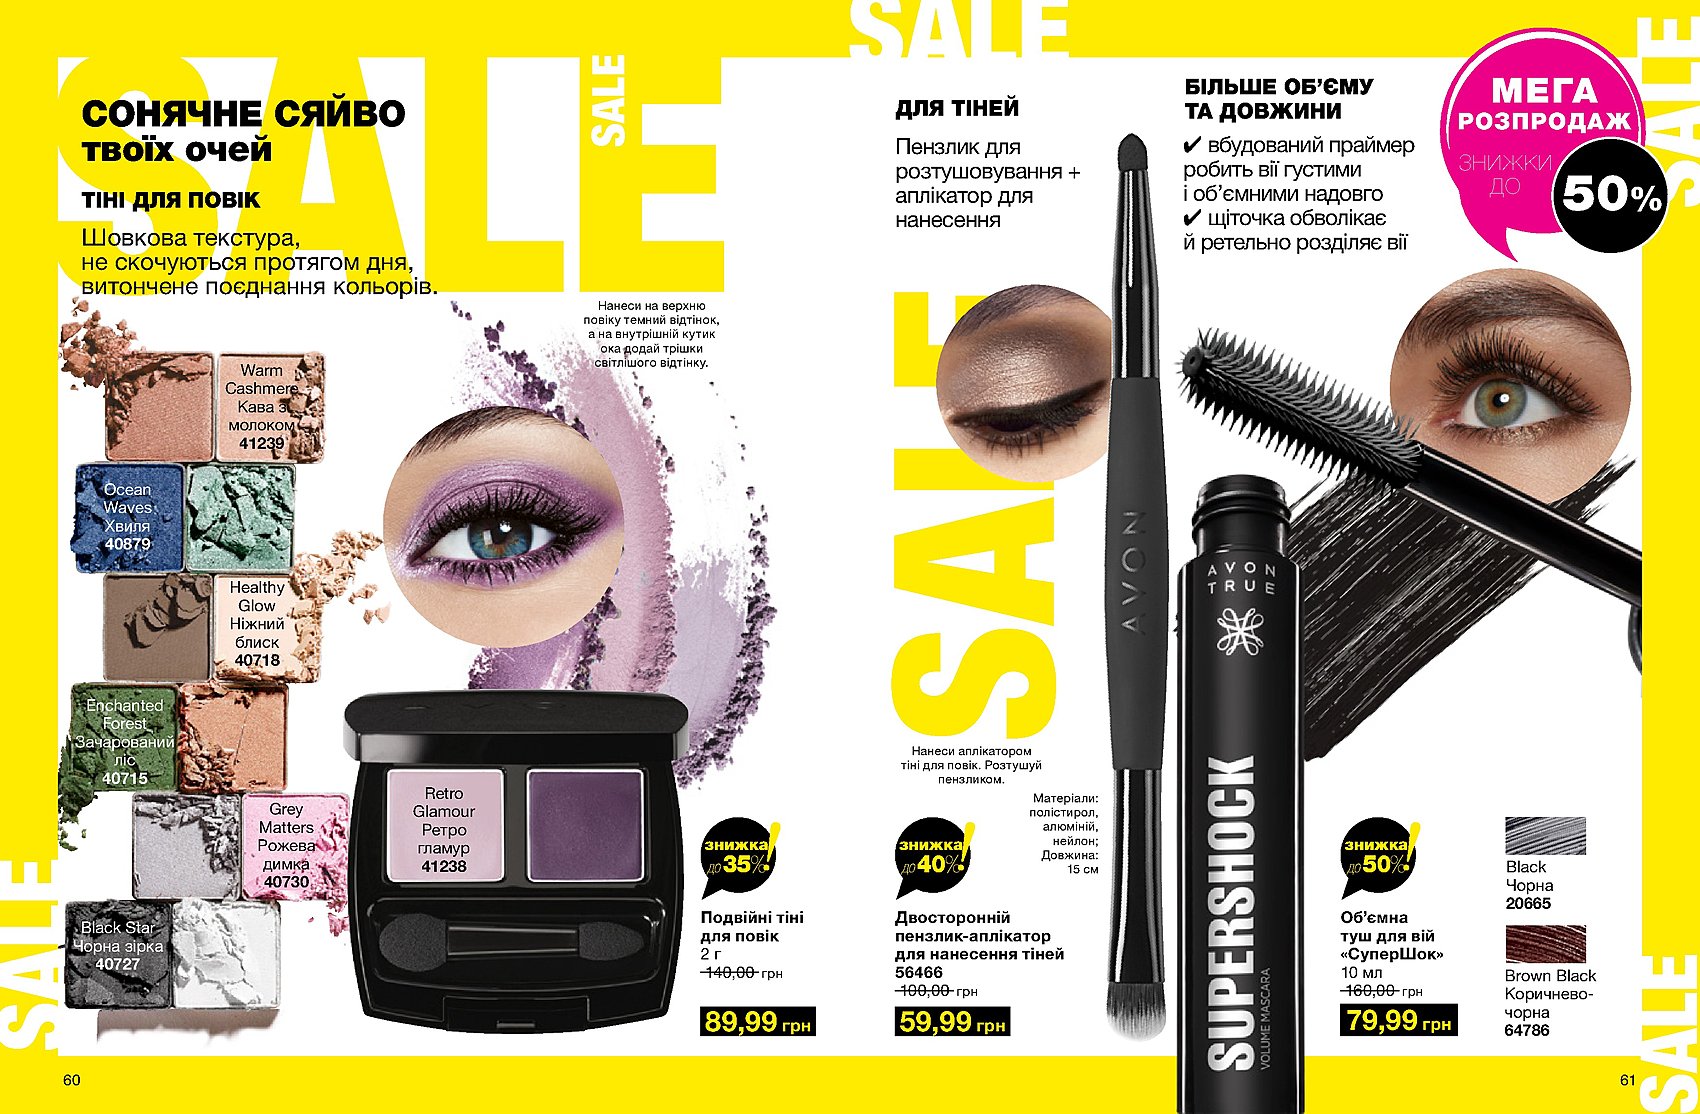 SALE
SALE
SALE
SALE
SALE
SALE
SALE
СОНЯЧНЕ СЯЙВО
ТВОЇХ ОЧЕЙ
ТІНІ ДЛЯ ПОВІК
Шовкова текстура,
не скочуються протягом дня,
витончене поєднання кольорів.
Нанеси на верхню
повіку темний відтінок,
а на внутрішній кутик
ока додай трішки
світлішого відтінку.
Warm
Cashmere
Кава з
молоком
41239
Ocean
Waves
Хвиля
40879
Healthy
Glow
Ніжний
блиск
40718
Enchanted
Forest
Зачарований
ліс
40715
Grey
Matters
Рожева
димка
40730
Black Star
Чорна зірка
40727
Retro
Glamour
Ретро
гламур
41238
ЗНИЖКА
ДО 35%!
Подвійні тіні
для повік
2 г
140,00 грн
89,99 грн
60
ДЛЯ ТІНЕЙ
Пензлик для
розтушовування +
аплікатор для
нанесення
AVON
Нанеси аплікатором
тіні для повік. Розтушуй
пензликом.
Матеріали:
полістирол,
алюміній,
нейлон;
Довжина:
15 см
ЗНИЖКА
ДО 40%!
Двосторонній
пензлик-аплікатор
для нанесення тіней
56466
100,00 грн
59,99 грн
БІЛЬШЕ ОБ’ЄМУ
ТА ДОВЖИНИ
✔ вбудований праймер
робить вії густими
і об’ємними надовго
✔ щіточка обволікає
й ретельно розділяє вії
МЕГА
РОЗПРОДАЖ
ЗНИЖКИ
ДО
50%
AVON
TRUE
SUPERSHOCK
VOLUME MASCARA
ЗНИЖКА
ДО 50%!
Об’ємна
туш для вій
«СуперШок»
10 мл
160,00 грн
79,99 грн
Black
Чорна
20665
Brown Black
Коричнево-
чорна
64786
61